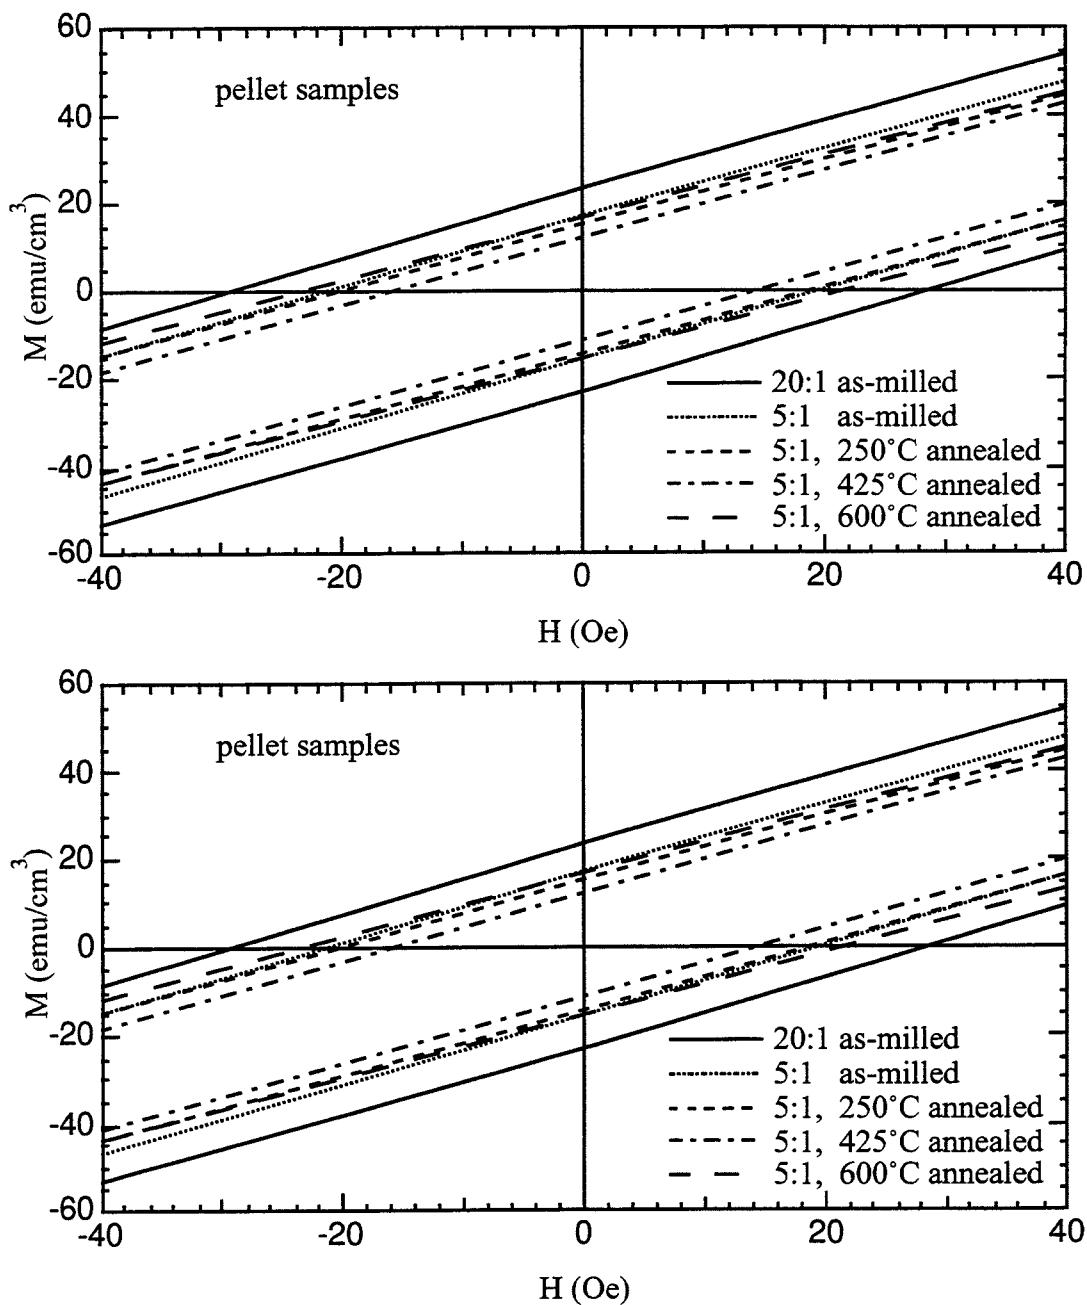 60
40
20
0
-20
-40
-60
M (emu/cm³)
pellet samples
20:1 as-milled
5:1 as-milled
5:1, 250°C annealed
5:1, 425°C annealed
5:1, 600°C annealed
-40 -20 0 20 40
H (Oe)
60
40
20
0
-20
-40
-60
M (emu/cm³)
pellet samples
20:1 as-milled
5:1 as-milled
5:1, 250°C annealed
5:1, 425°C annealed
5:1, 600°C annealed
-40 -20 0 20 40
H (Oe)